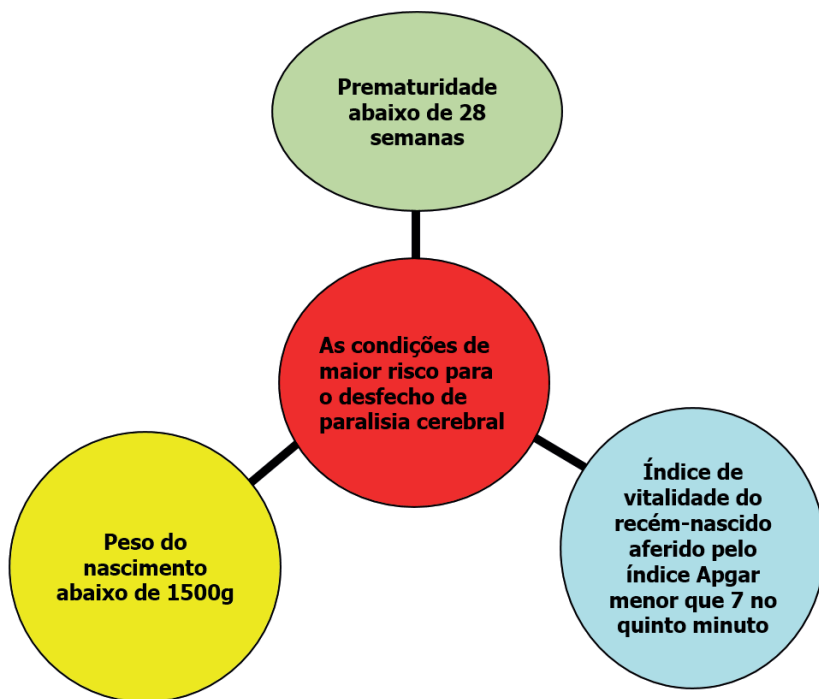 Prematuridade
abaixo de 28
semanas
As condições de
maior risco para
o desfecho de
paralisia cerebral
Peso do
nascimento
abaixo de 1500g
Índice de
vitalidade do
recém-nascido
aferido pelo
índice Apgar
menor que 7 no
quinto minuto